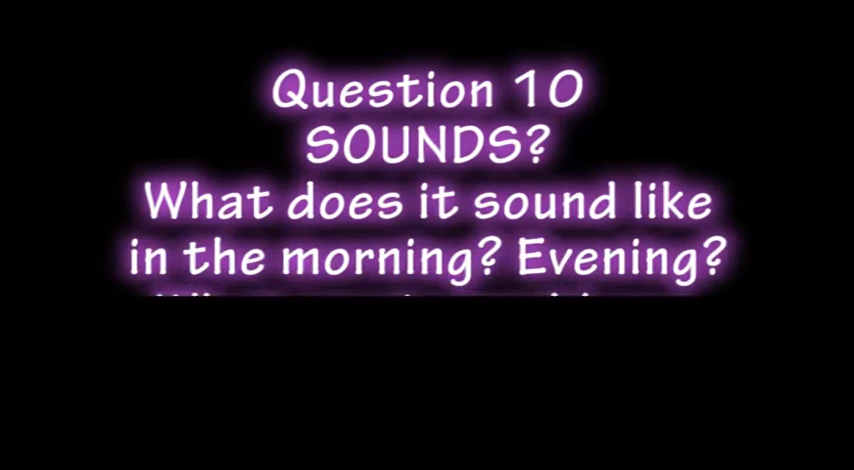 Question 10
SOUNDS?
What does it sound like
in the morning? Evening?